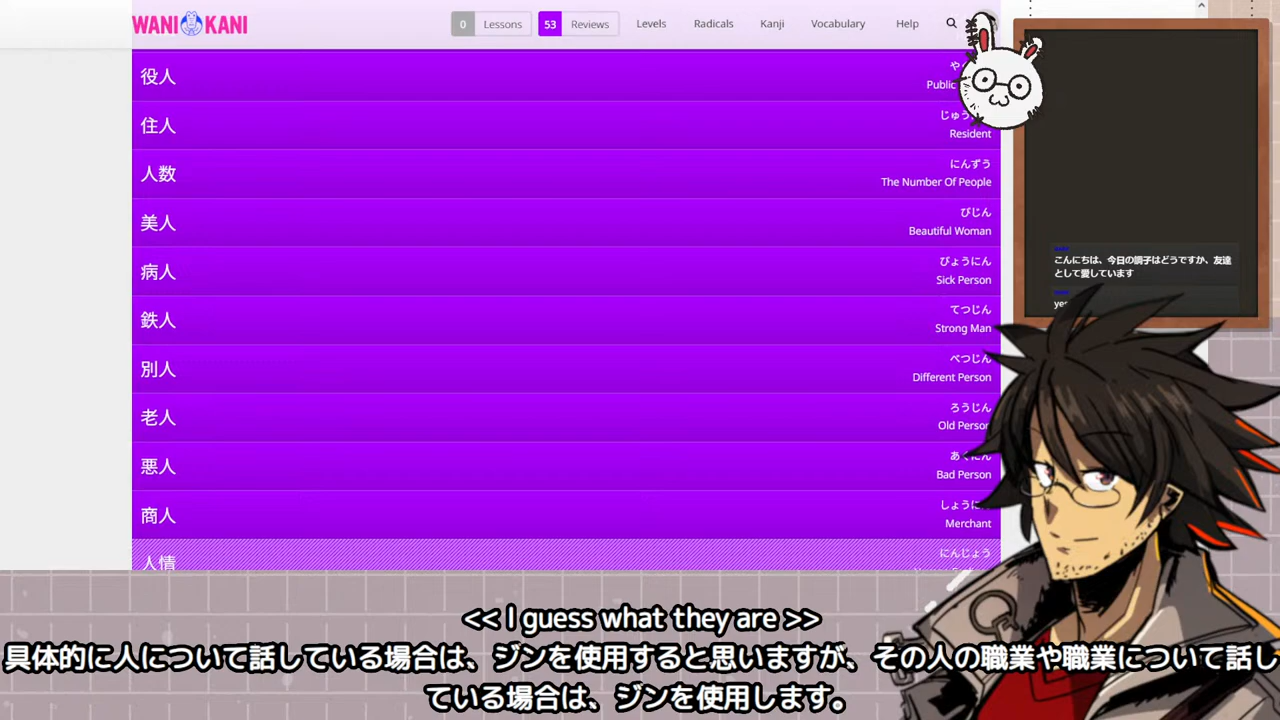 WANI KANI
0 Lessons 53 Reviews Levels Radicals Kanji Vocabulary Help
役人
Public
住人
Resident
人数 にんずう
The Number Of People
美人 びじん
Beautiful Woman
病人 びょうにん
Sick Person
鉄人 てつじん
Strong Man
別人 べつじん
Different Person
老人 ろうじん
Old Person
悪人
Bad Person
商人
Merchant
人情 にんじょう
こんにちは、今日の調子はどうですか、友達
として愛しています
<< I guess what they are >>
具体的に人について話している場合は、ジンを使用すると思いますが、その人の職業や職業について話し
ている場合は、ジンを使用します。